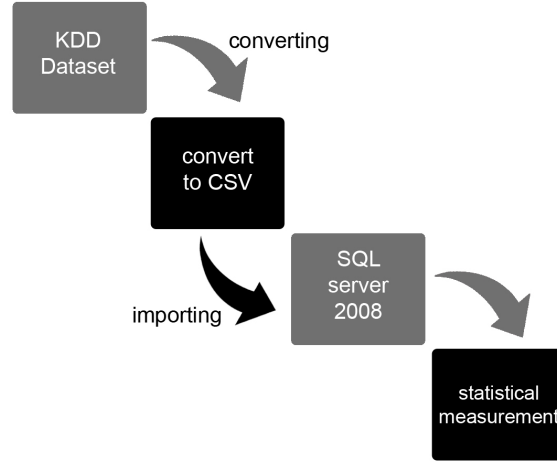 KDD
Dataset
converting
convert
to CSV
importing
SQL
server
2008
statistical
measurement